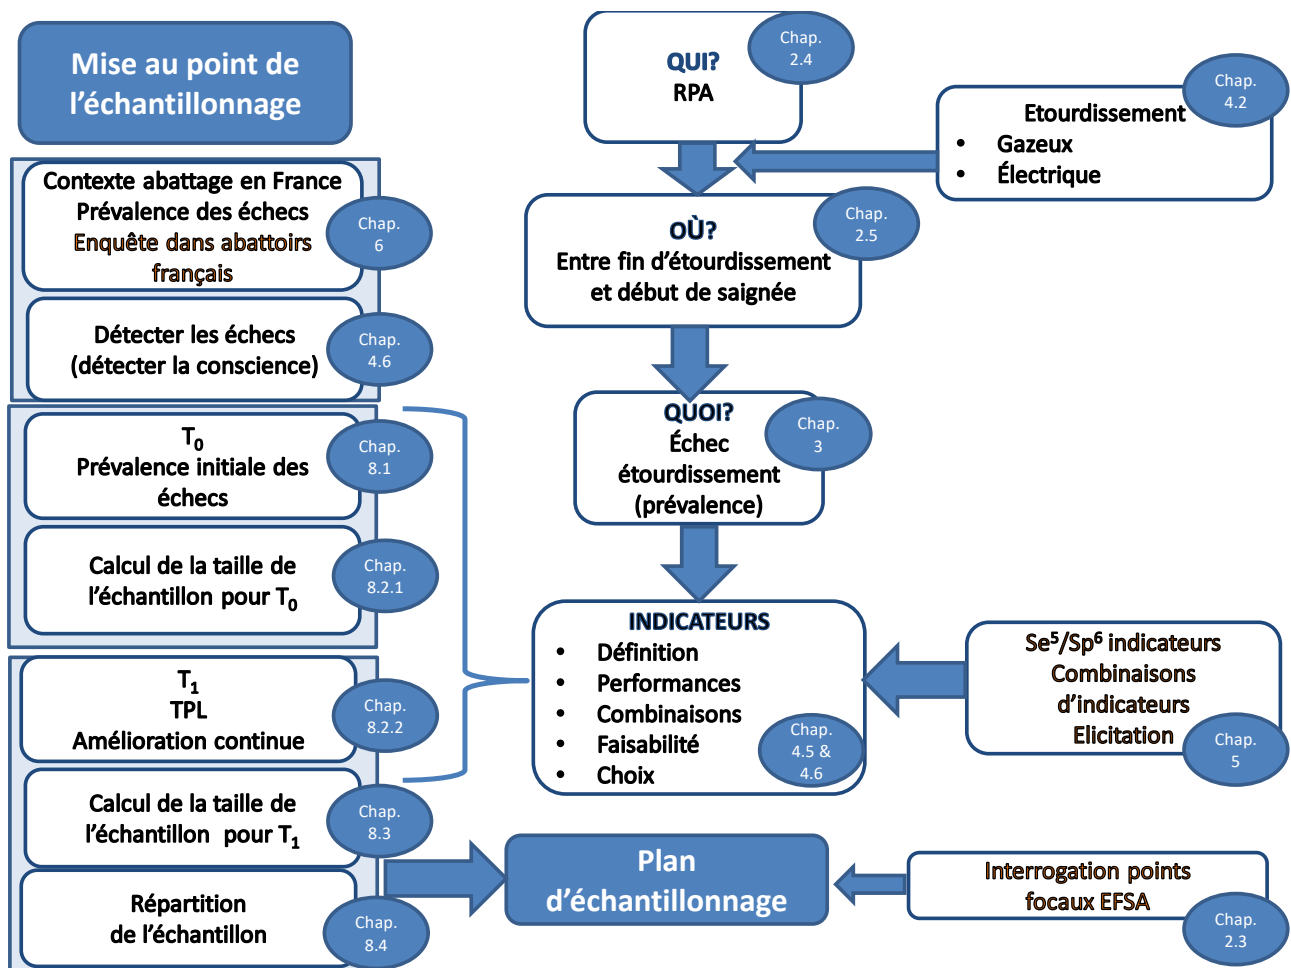 Mise au point de
l'échantillonnage
Contexte abattage en France
Prévalence des échecs
Enquête dans abattoirs
français
Chap.
6
Détecter les échecs
(détecter la conscience)
Chap.
4.6
T0
Prévalence initiale des
échecs
Chap.
8.1
Calcul de la taille de
l'échantillon pour T0
Chap.
8.2.1
T1
TPL
Amélioration continue
Chap.
8.2.2
Calcul de la taille de
l'échantillon pour T1
Chap.
8.3
Répartition
de l'échantillon
Chap.
8.4
QUI?
RPA
Chap.
2.4
Etourdissement
• Gazeux
• Électrique
Chap.
4.2
OÙ?
Entre fin d'étourdissement
et début de saignée
Chap.
2.5
QUOI?
Échec
étourdissement
(prévalence)
Chap.
3
INDICATEURS
• Définition
• Performances
• Combinaisons
• Faisabilité
• Choix
Chap.
4.5 &
4.6
Se⁵/Sp⁶ indicateurs
Combinaisons
d'indicateurs
Elicitation
Chap.
5
Plan
d'échantillonnage
Interrogation points
focaux EFSA
Chap.
2.3